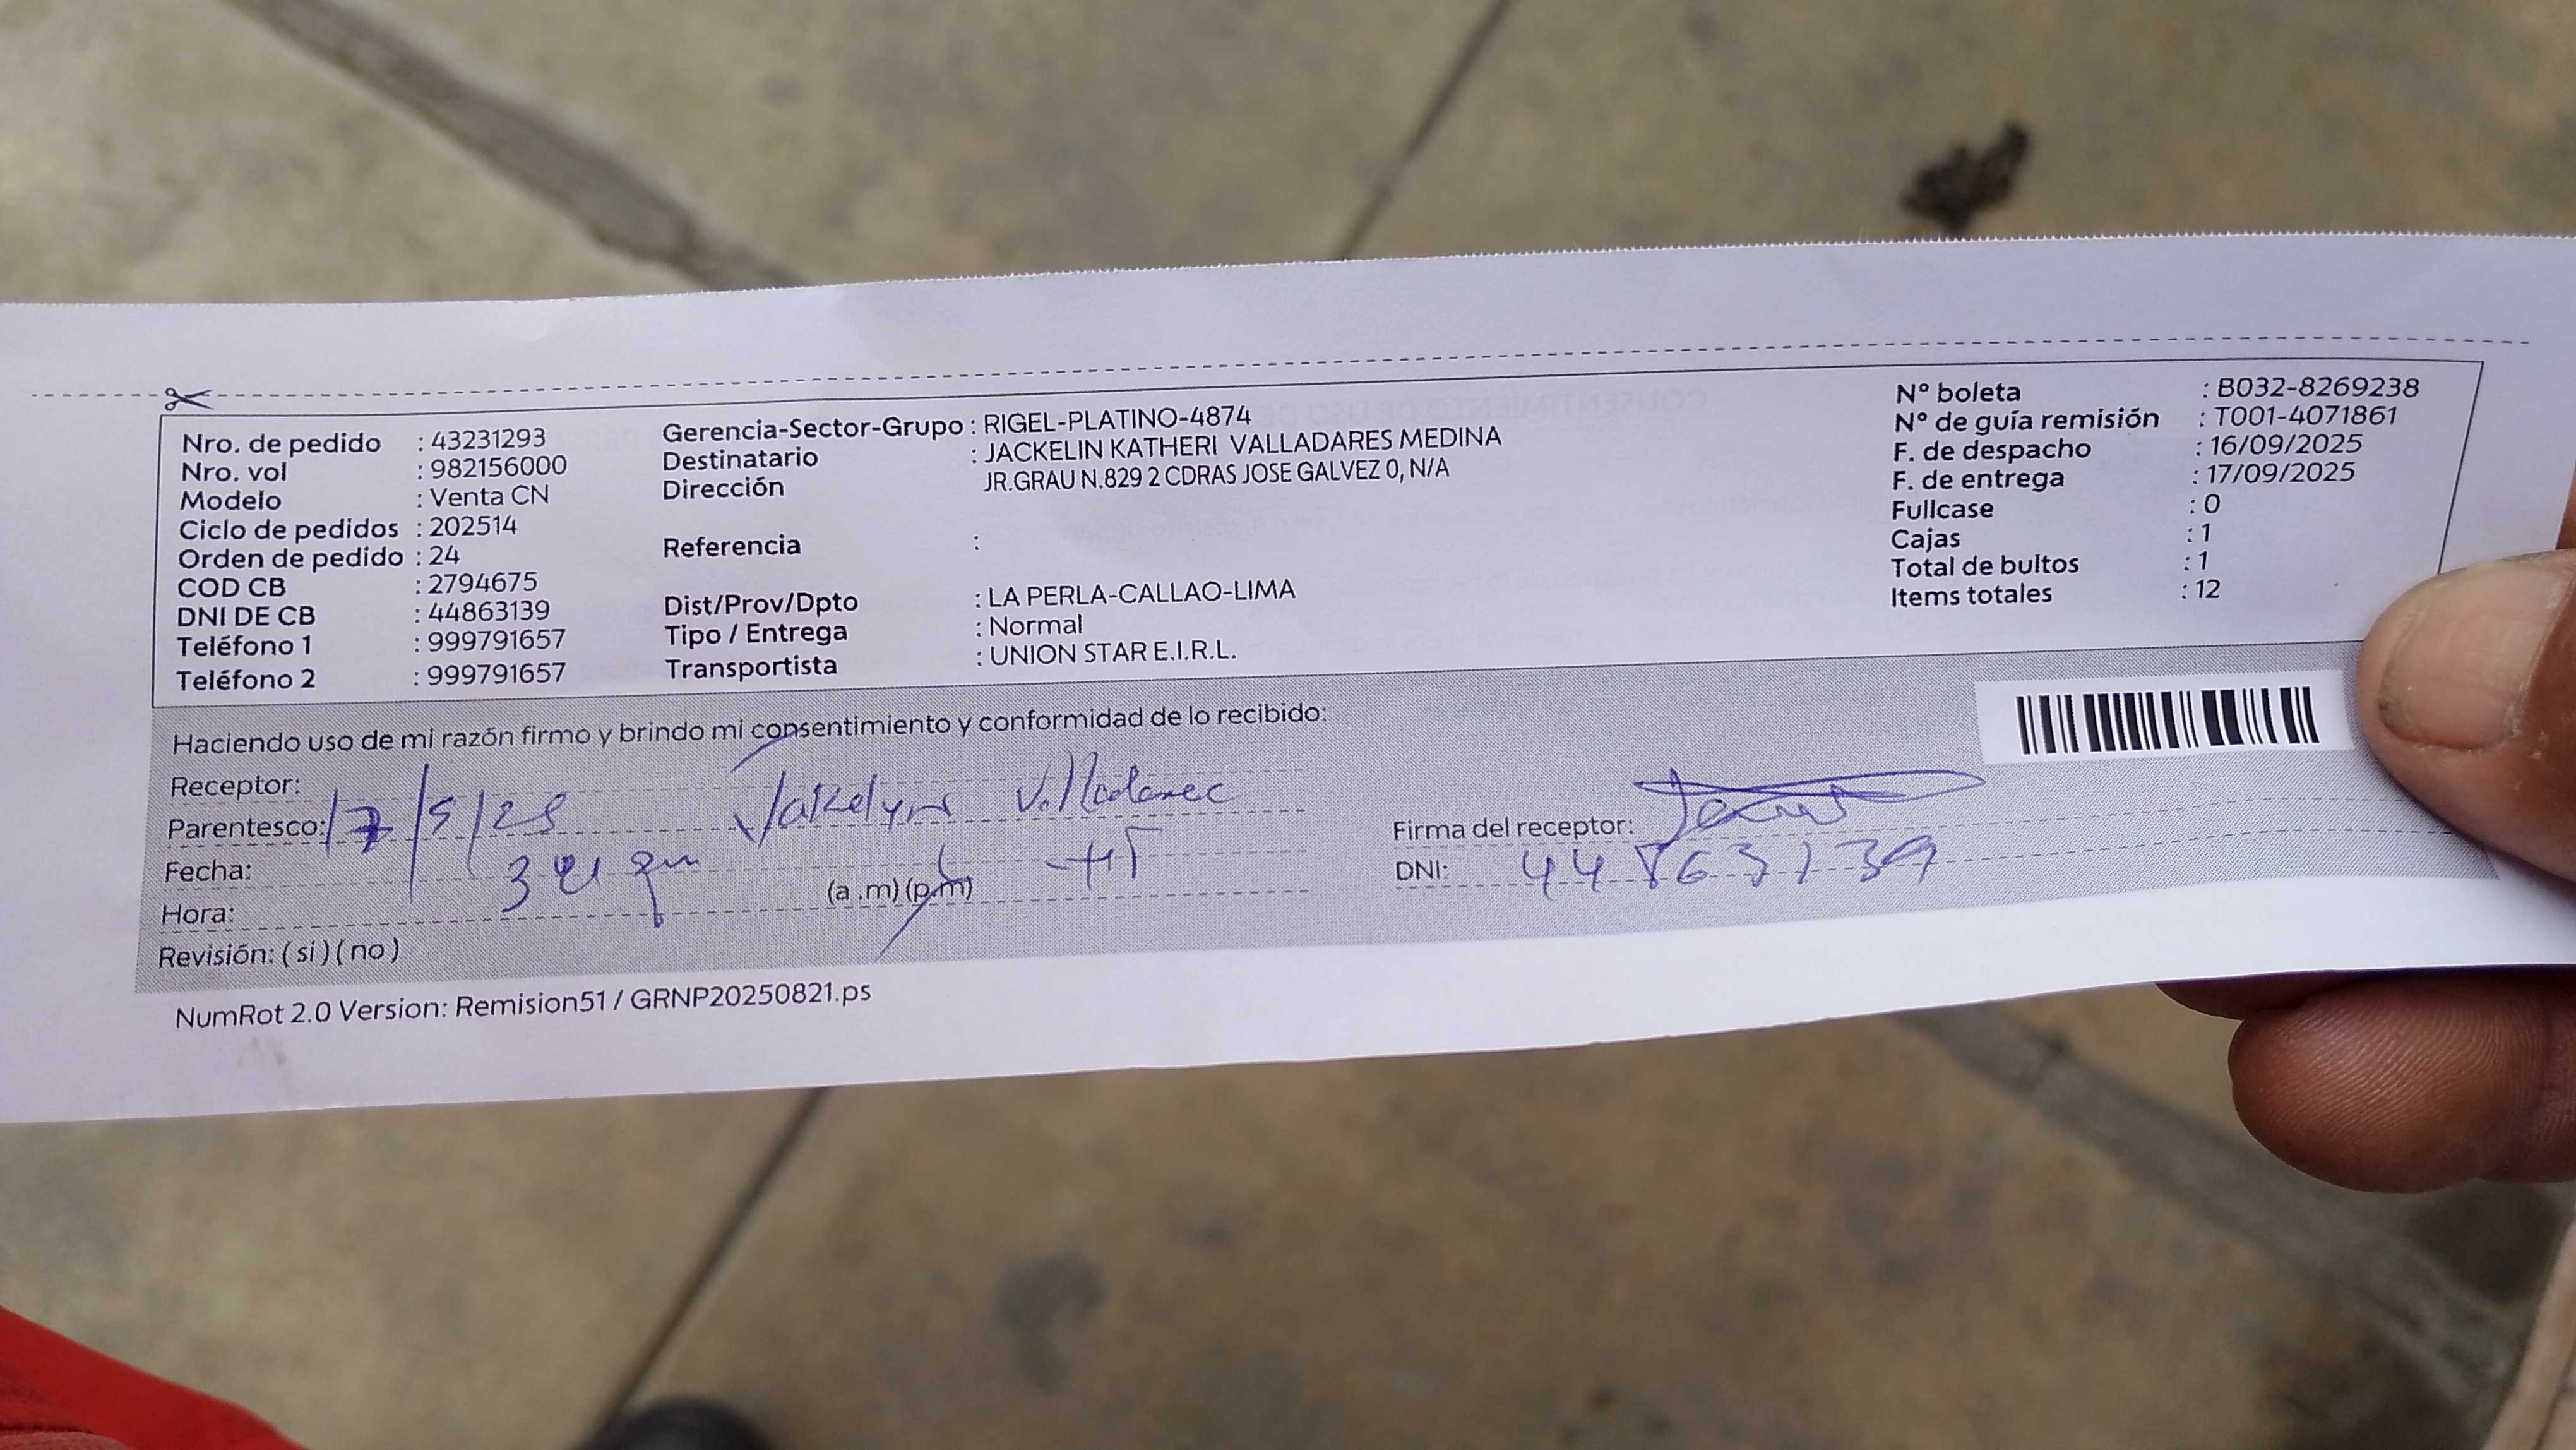 Nro. de pedido : 43231293
Nro. vol : 982156000
Modelo : Venta CN
Ciclo de pedidos : 202514
Orden de pedido : 24
COD CB : 2794675
DNI DE CB : 44863139
Teléfono 1 : 999791657
Teléfono 2 : 999791657
Gerencia-Sector-Grupo : RIGEL-PLATINO-4874
Destinatario : JACKELIN KATHERI VALLADARES MEDINA
Dirección JR.GRAU N.829 2 CDRAS JOSE GALVEZ 0, N/A
Referencia :
Dist/Prov/Dpto : LA PERLA-CALLAO-LIMA
Tipo / Entrega : Normal
Transportista : UNION STAR E.I.R.L.
N° boleta : B032-8269238
N° de guía remisión : T001-4071861
F. de despacho : 16/09/2025
F. de entrega : 17/09/2025
Fullcase : 0
Cajas : 1
Total de bultos : 1
Items totales : 12
Haciendo uso de mi razón firmo y brindo mi consentimiento y conformidad de lo recibido:
Receptor:
Parentesco:
Fecha:
Hora: (a .m) (p.m)
Revisión: ( si ) ( no )
Firma del receptor:
DNI: 44863139
NumRot 2.0 Version: Remision51 / GRNP20250821.ps